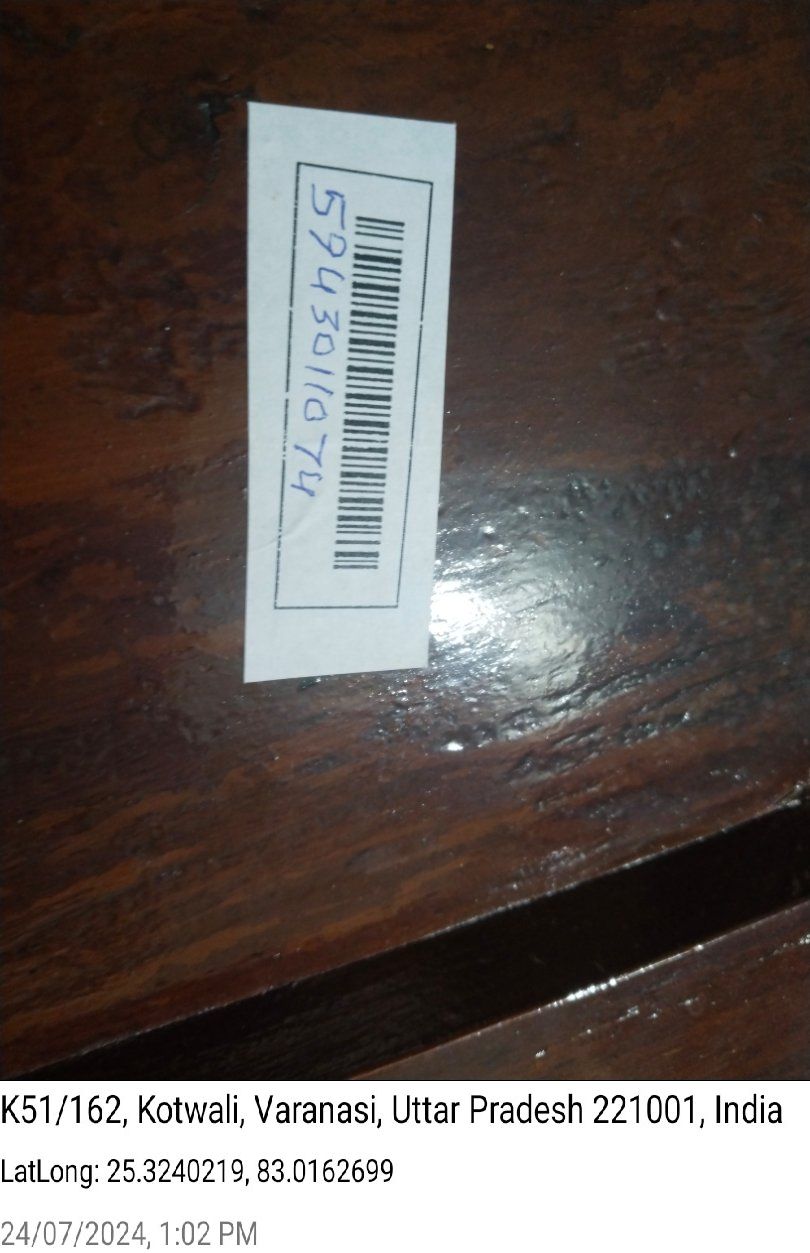 5943011074
K51/162, Kotwali, Varanasi, Uttar Pradesh 221001, India
LatLong: 25.3240219, 83.0162699
24/07/2024, 1:02 PM